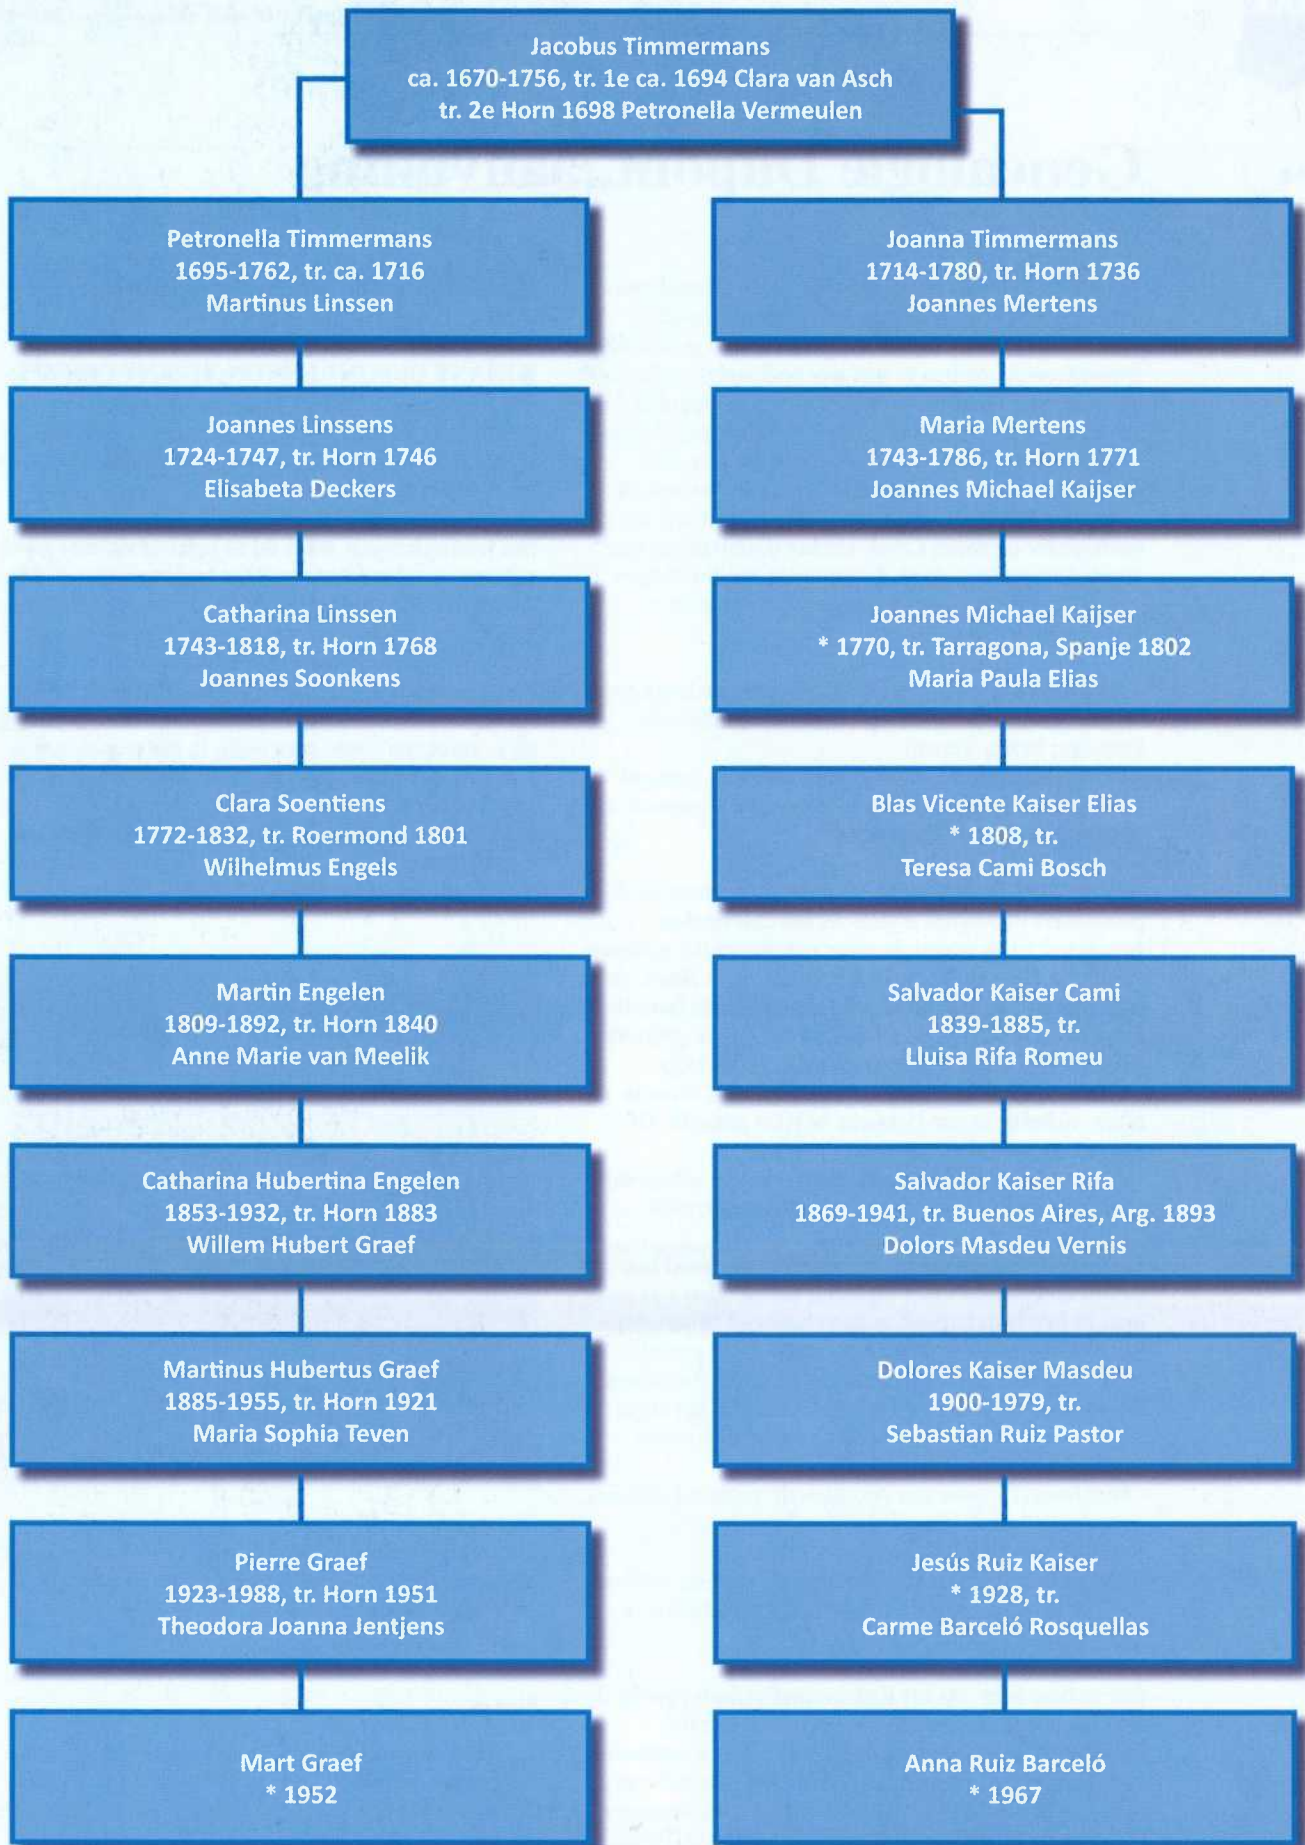 Jacobus Timmermans
ca. 1670-1756, tr. 1e ca. 1694 Clara van Asch
tr. 2e Horn 1698 Petronella Vermeulen
Petronella Timmermans
1695-1762, tr. ca. 1716
Martinus Linssen
Joannes Linssens
1724-1747, tr. Horn 1746
Elisabeta Deckers
Catharina Linssen
1743-1818, tr. Horn 1768
Joannes Soonkens
Clara Soentiens
1772-1832, tr. Roermond 1801
Wilhelmus Engels
Martin Engelen
1809-1892, tr. Horn 1840
Anne Marie van Meelik
Catharina Hubertina Engelen
1853-1932, tr. Horn 1883
Willem Hubert Graef
Martinus Hubertus Graef
1885-1955, tr. Horn 1921
Maria Sophia Teven
Pierre Graef
1923-1988, tr. Horn 1951
Theodora Joanna Jentjens
Mart Graef
* 1952
Joanna Timmermans
1714-1780, tr. Horn 1736
Joannes Mertens
Maria Mertens
1743-1786, tr. Horn 1771
Joannes Michael Kaijser
Joannes Michael Kaijser
* 1770, tr. Tarragona, Spanje 1802
Maria Paula Elias
Blas Vicente Kaiser Elias
* 1808, tr.
Teresa Cami Bosch
Salvador Kaiser Cami
1839-1885, tr.
Lluisa Rifa Romeu
Salvador Kaiser Rifa
1869-1941, tr. Buenos Aires, Arg. 1893
Dolors Masdeu Vernis
Dolores Kaiser Masdeu
1900-1979, tr.
Sebastian Ruiz Pastor
Jesús Ruiz Kaiser
* 1928, tr.
Carme Barceló Rosquellas
Anna Ruiz Barceló
* 1967